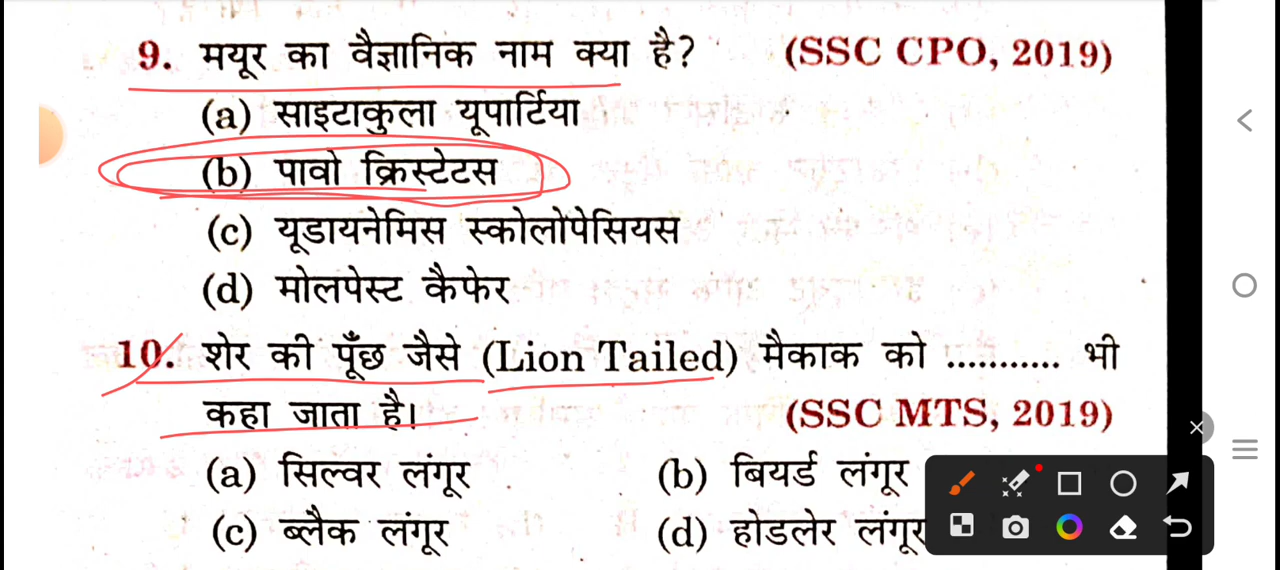 9. मयूर का वैज्ञानिक नाम क्या है? (SSC CPO, 2019)
(a) साइटाकुला यूपार्टिया
(b) पावो क्रिस्टेटस
(c) यूडायनेमिस स्कोलोपेसियस
(d) मोलपेस्ट कैफेर
10. शेर की पूँछ जैसे (Lion Tailed) मैकाक को ........... भी
कहा जाता है। (SSC MTS, 2019)
(a) सिल्वर लंगूर (b) बियर्ड लंगूर
(c) ब्लैक लंगूर (d) होडलेर लंगूर